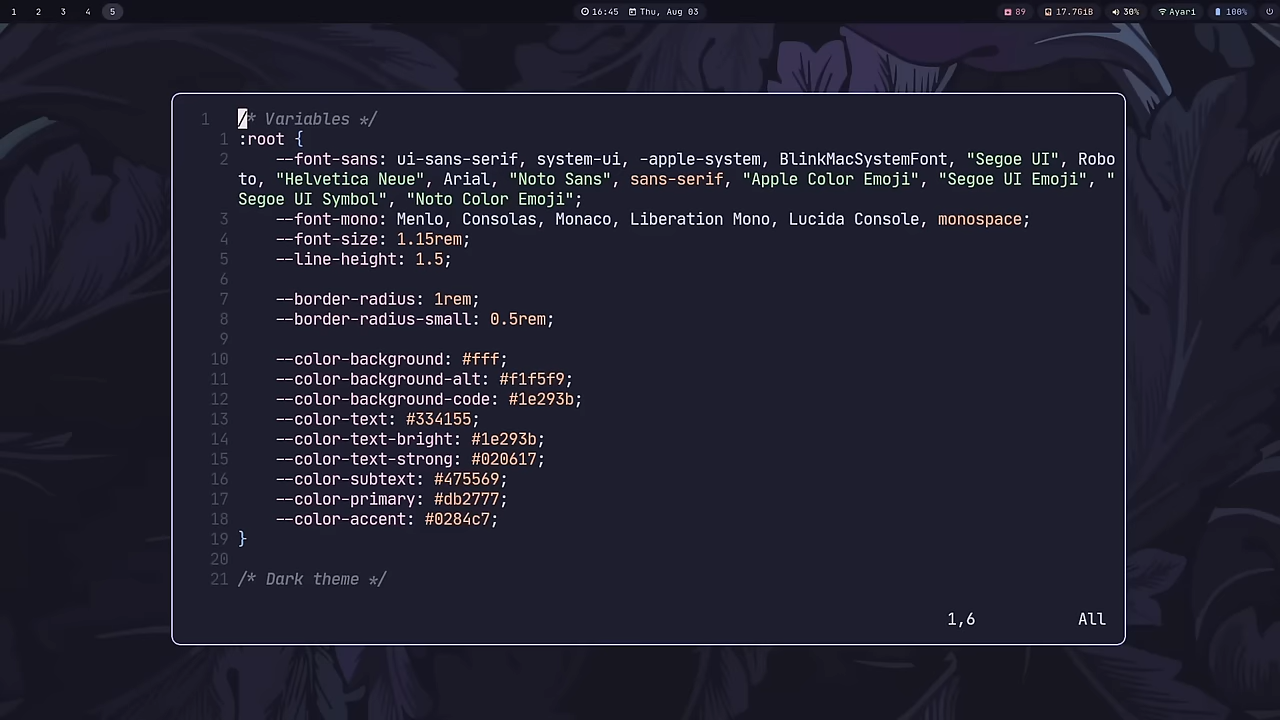 1 2 3 4 5 16:45 Thu, Aug 03 89 17.7GiB 30% Ayari 100%
1 /* Variables */
1 :root {
2 --font-sans: ui-sans-serif, system-ui, -apple-system, BlinkMacSystemFont, "Segoe UI", Robo
to, "Helvetica Neue", Arial, "Noto Sans", sans-serif, "Apple Color Emoji", "Segoe UI Emoji", "
Segoe UI Symbol", "Noto Color Emoji";
3 --font-mono: Menlo, Consolas, Monaco, Liberation Mono, Lucida Console, monospace;
4 --font-size: 1.15rem;
5 --line-height: 1.5;
6
7 --border-radius: 1rem;
8 --border-radius-small: 0.5rem;
9
10 --color-background: #fff;
11 --color-background-alt: #f1f5f9;
12 --color-background-code: #1e293b;
13 --color-text: #334155;
14 --color-text-bright: #1e293b;
15 --color-text-strong: #020617;
16 --color-subtext: #475569;
17 --color-primary: #db2777;
18 --color-accent: #0284c7;
19 }
20
21 /* Dark theme */
1,6 All